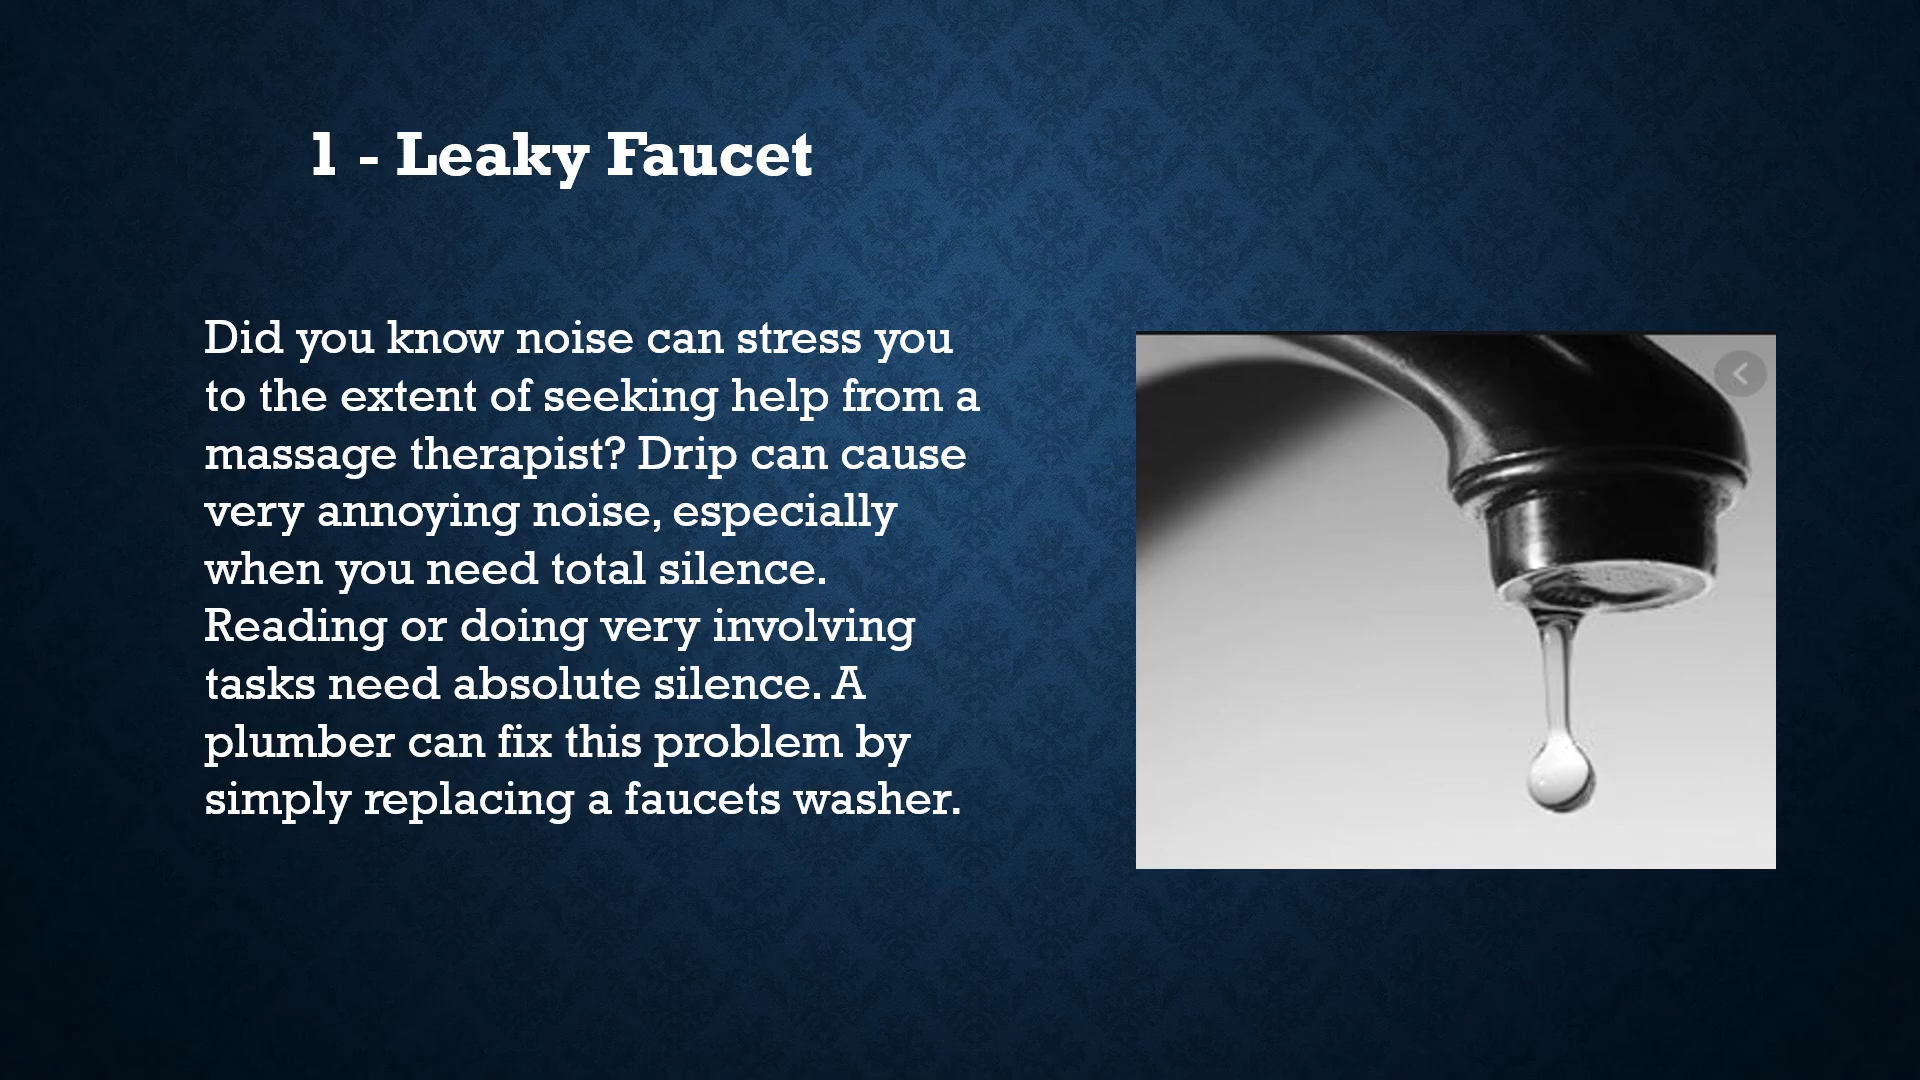 1 - Leaky Faucet
Did you know noise can stress you
to the extent of seeking help from a
massage therapist? Drip can cause
very annoying noise, especially
when you need total silence.
Reading or doing very involving
tasks need absolute silence. A
plumber can fix this problem by
simply replacing a faucets washer.